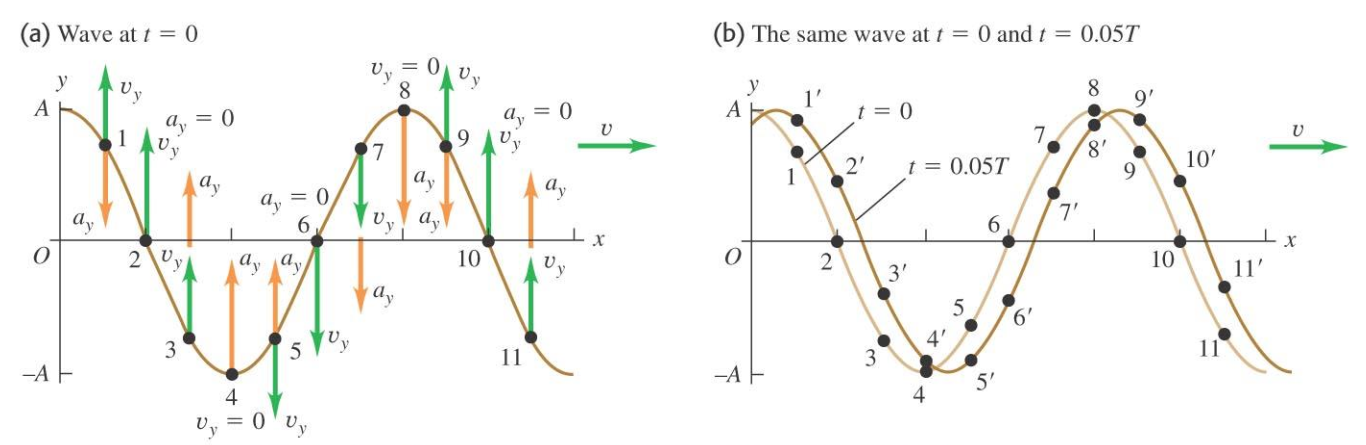 (a) Wave at t = 0
y
A
O
–A
x
v_y
1
a_y
a_y = 0
v_y
2
a_y
v_y
3
a_y
4
v_y = 0
a_y
5
v_y
a_y = 0
6
v_y
7
v_y
a_y
v_y = 0
8
a_y
v_y
9
a_y
a_y = 0
v_y
10
a_y
v_y
11
v
(b) The same wave at t = 0 and t = 0.05T
y
A
O
–A
x
1′
t = 0
1
2′
t = 0.05T
2
3′
3
4′
4
5
5′
6
6′
7
7′
8
8′
9′
9
10′
10
11′
11
v